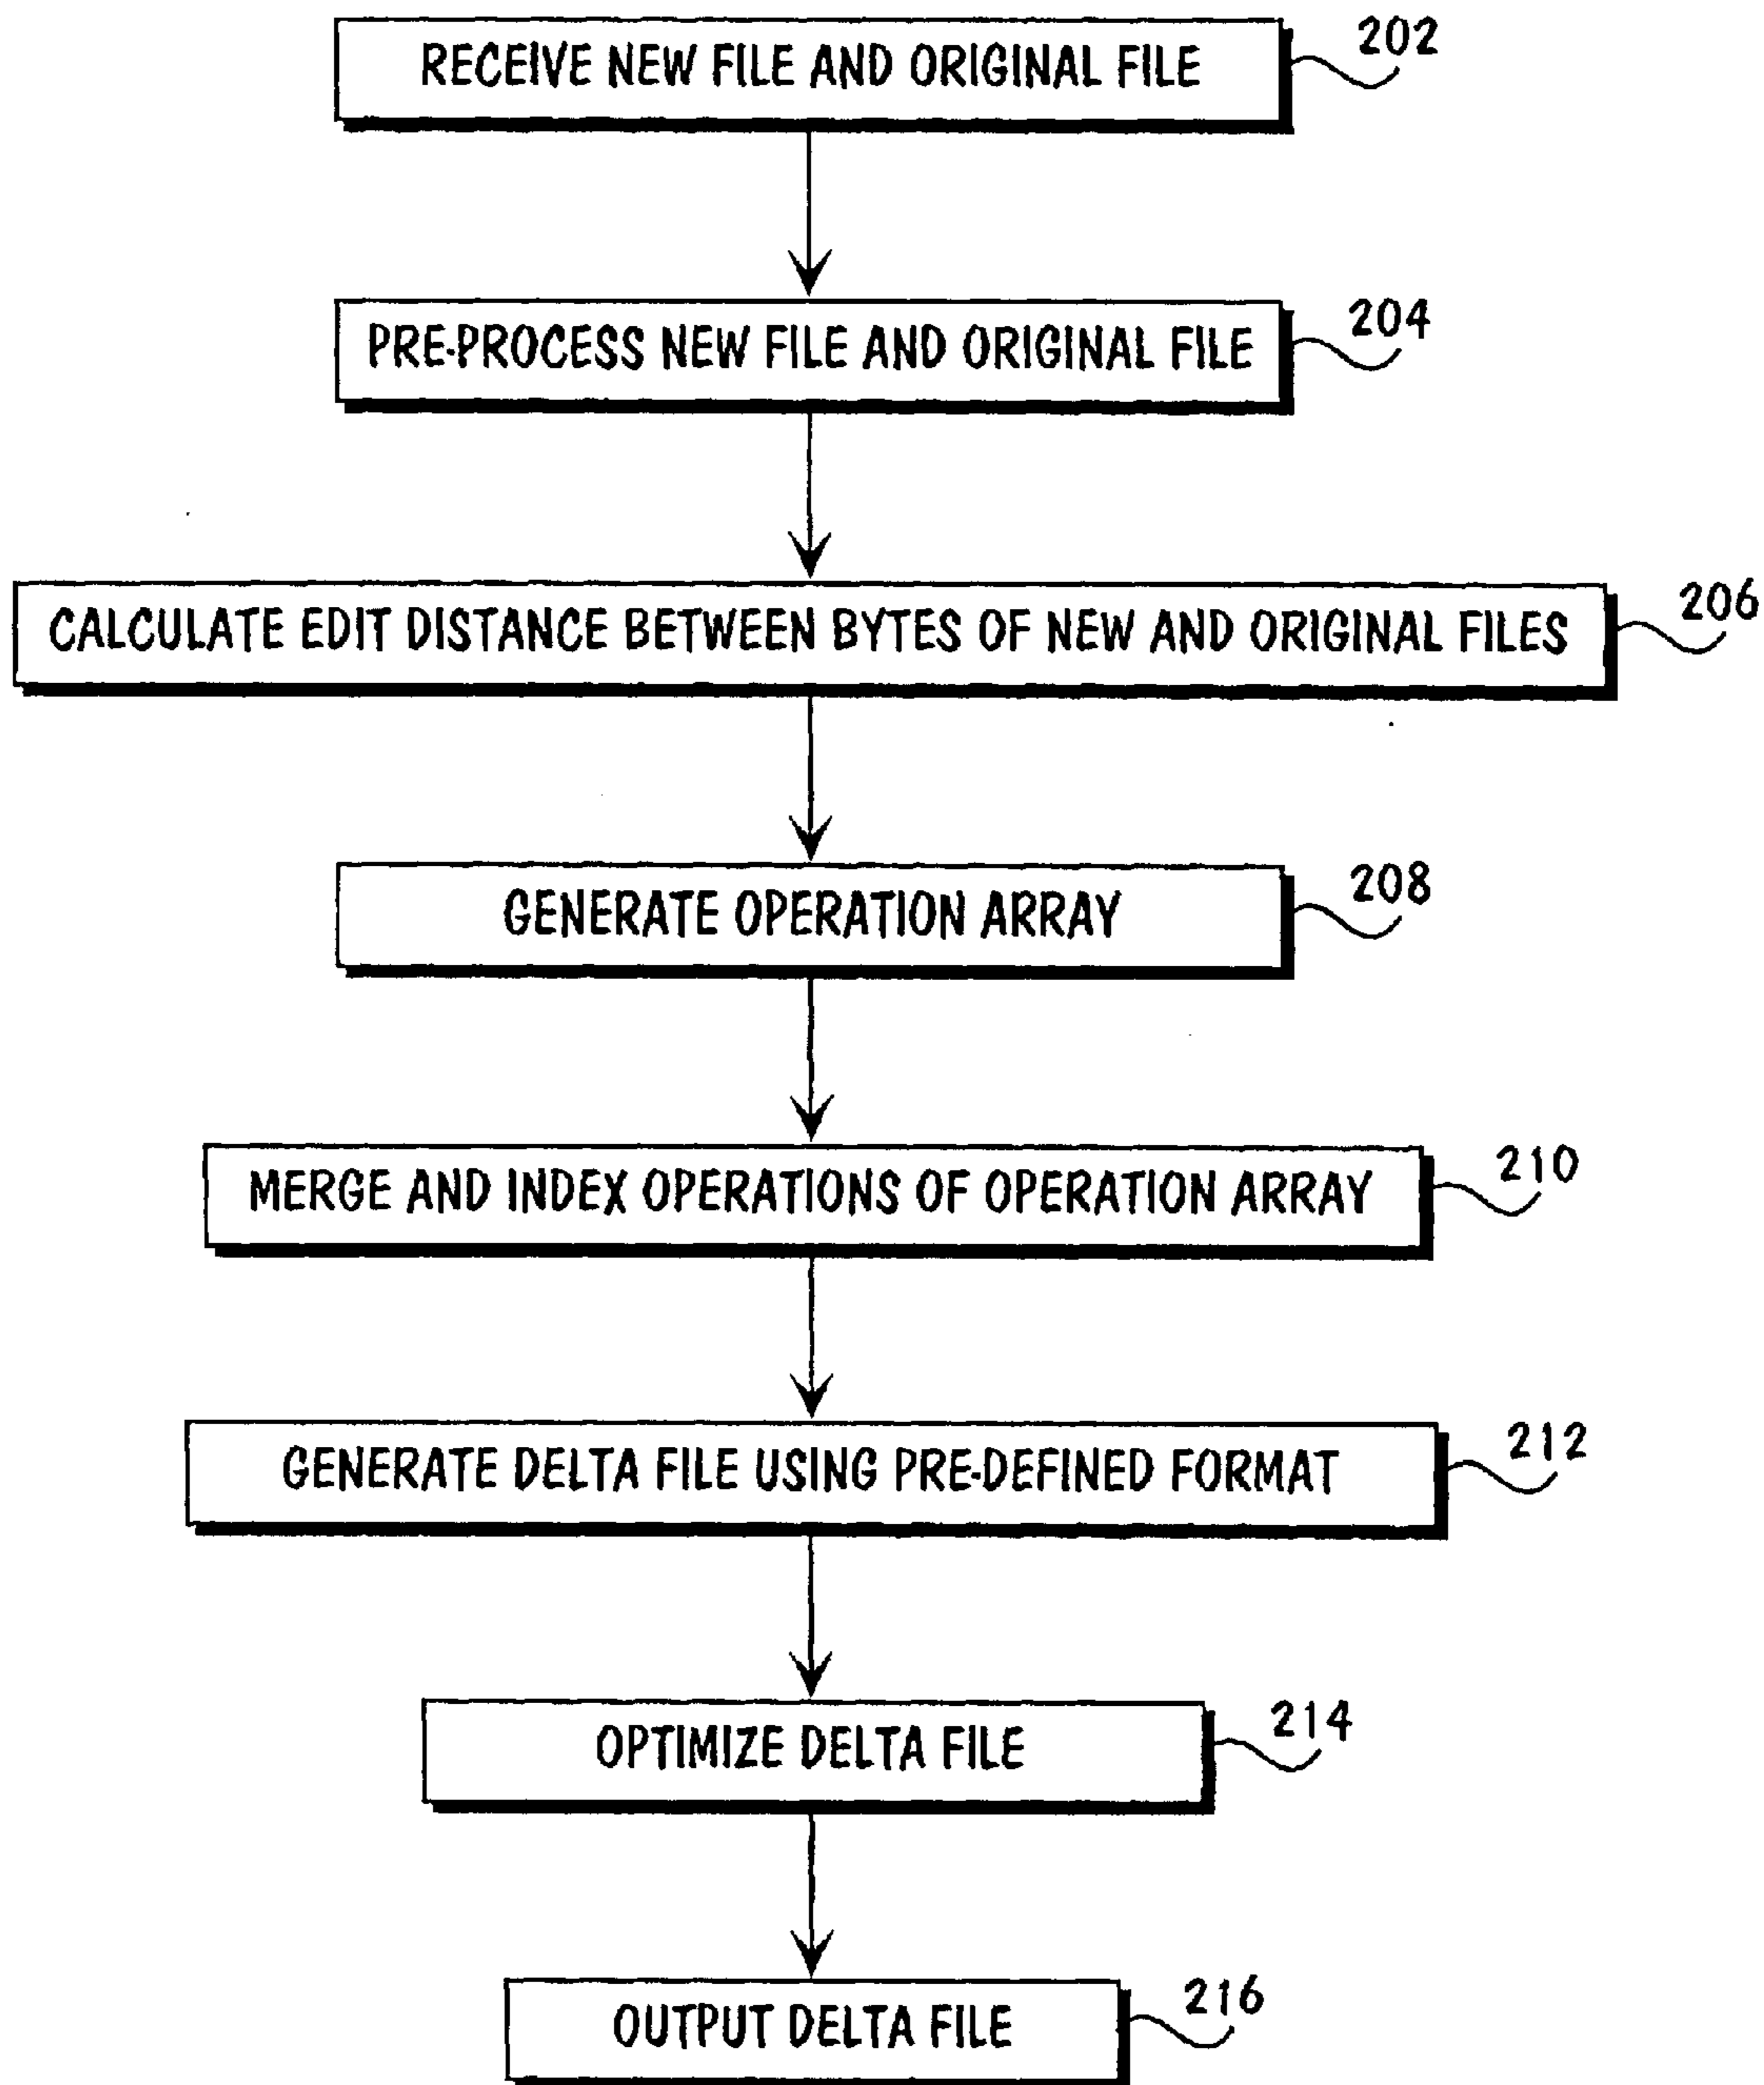 RECEIVE NEW FILE AND ORIGINAL FILE
202
PRE-PROCESS NEW FILE AND ORIGINAL FILE
204
CALCULATE EDIT DISTANCE BETWEEN BYTES OF NEW AND ORIGINAL FILES
206
GENERATE OPERATION ARRAY
208
MERGE AND INDEX OPERATIONS OF OPERATION ARRAY
210
GENERATE DELTA FILE USING PRE-DEFINED FORMAT
212
OPTIMIZE DELTA FILE
214
OUTPUT DELTA FILE
216